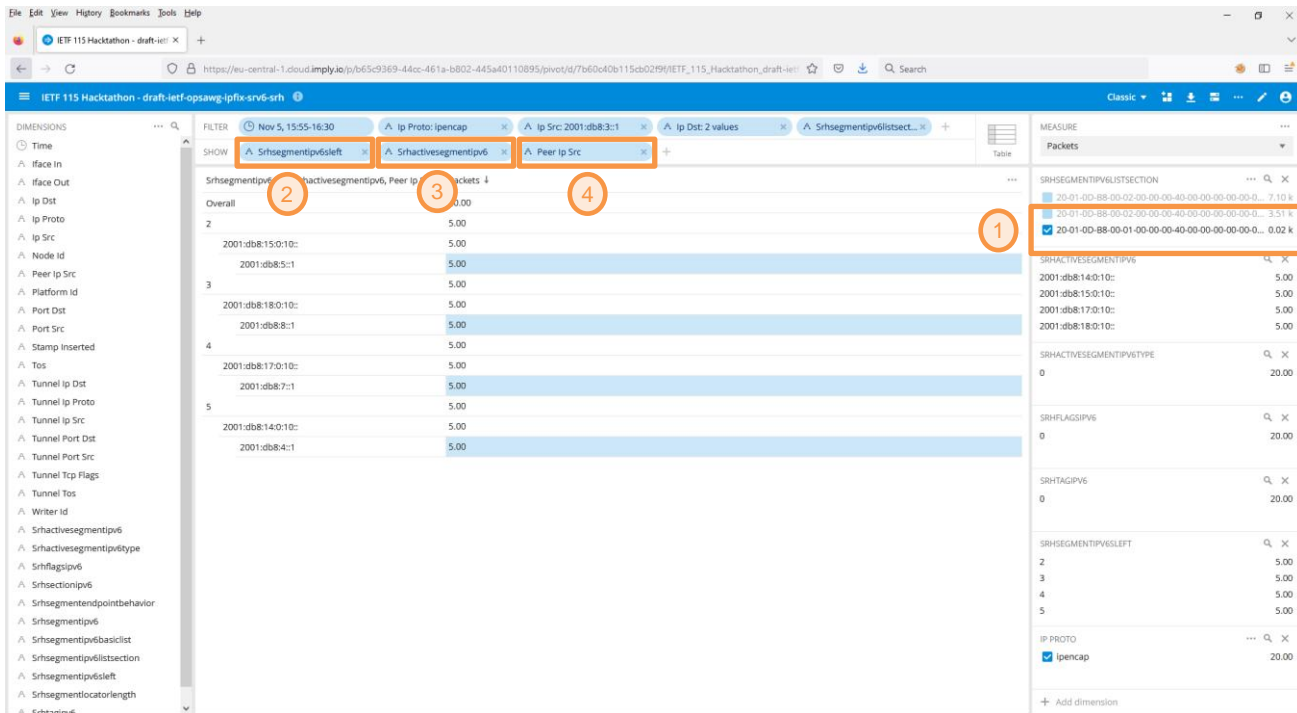 File Edit View History Bookmarks Tools Help
IETF 115 Hacktathon - draft-iet
https://eu-central-1.cloud.imply.io/p/b65c9369-44cc-461a-b802-445a40110895/pivot/d/7b60c40b115cb02f9f/IETF_115_Hacktathon_draft-iet
Search
IETF 115 Hacktathon - draft-ietf-opsawg-ipfix-srv6-srh
Classic
DIMENSIONS
Time
Iface In
Iface Out
Ip Dst
Ip Proto
Ip Src
Node Id
Peer Ip Src
Platform Id
Port Dst
Port Src
Stamp Inserted
Tos
Tunnel Ip Dst
Tunnel Ip Proto
Tunnel Ip Src
Tunnel Port Dst
Tunnel Port Src
Tunnel Tcp Flags
Tunnel Tos
Writer Id
Srhactivesegmentipv6
Srhactivesegmentipv6type
Srhflagsipv6
Srhsectionipv6
Srhsegmentendpointbehavior
Srhsegmentipv6
Srhsegmentipv6basiclist
Srhsegmentipv6listsection
Srhsegmentipv6sleft
Srhsegmentlocatorlength
FILTER Nov 5, 15:55-16:30 Ip Proto: ipencap Ip Src: 2001:db8:3::1 Ip Dst: 2 values Srhsegmentipv6listsect...
SHOW Srhsegmentipv6sleft Srhactivesegmentipv6 Peer Ip Src
Table
2 3 4
Overall
2 5.00
2001:db8:15:0:10:: 5.00
2001:db8:5::1 5.00
3 5.00
2001:db8:18:0:10:: 5.00
2001:db8:8::1 5.00
4 5.00
2001:db8:17:0:10:: 5.00
2001:db8:7::1 5.00
5 5.00
2001:db8:14:0:10:: 5.00
2001:db8:4::1 5.00
MEASURE
Packets
SRHSEGMENTIPV6LISTSECTION
20-01-0D-B8-00-02-00-00-00-40-00-00-00-00-00-0... 7.10 k
20-01-0D-B8-00-02-00-00-00-40-00-00-00-00-00-0... 3.51 k
1
20-01-0D-B8-00-01-00-00-00-40-00-00-00-00-00-0... 0.02 k
SRHACTIVESEGMENTIPV6
2001:db8:14:0:10:: 5.00
2001:db8:15:0:10:: 5.00
2001:db8:17:0:10:: 5.00
2001:db8:18:0:10:: 5.00
SRHACTIVESEGMENTIPV6TYPE
0 20.00
SRHFLAGSIPV6
0 20.00
SRHTAGIPV6
0 20.00
SRHSEGMENTIPV6SLEFT
2 5.00
3 5.00
4 5.00
5 5.00
IP PROTO
ipencap 20.00
Add dimension